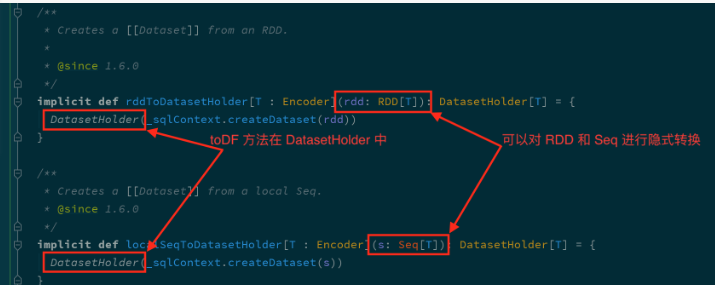 /**
* Creates a [[Dataset]] from an RDD.
*
* @since 1.6.0
*/
implicit def rddToDatasetHolder[T : Encoder](rdd: RDD[T]): DatasetHolder[T] = {
DatasetHolder(_sqlContext.createDataset(rdd))
}
toDF 方法在 DatasetHolder 中
可以对 RDD 和 Seq 进行隐式转换
/**
* Creates a [[Dataset]] from a local Seq.
* @since 1.6.0
*/
implicit def localSeqToDatasetHolder[T : Encoder](s: Seq[T]): DatasetHolder[T] = {
DatasetHolder(_sqlContext.createDataset(s))
}